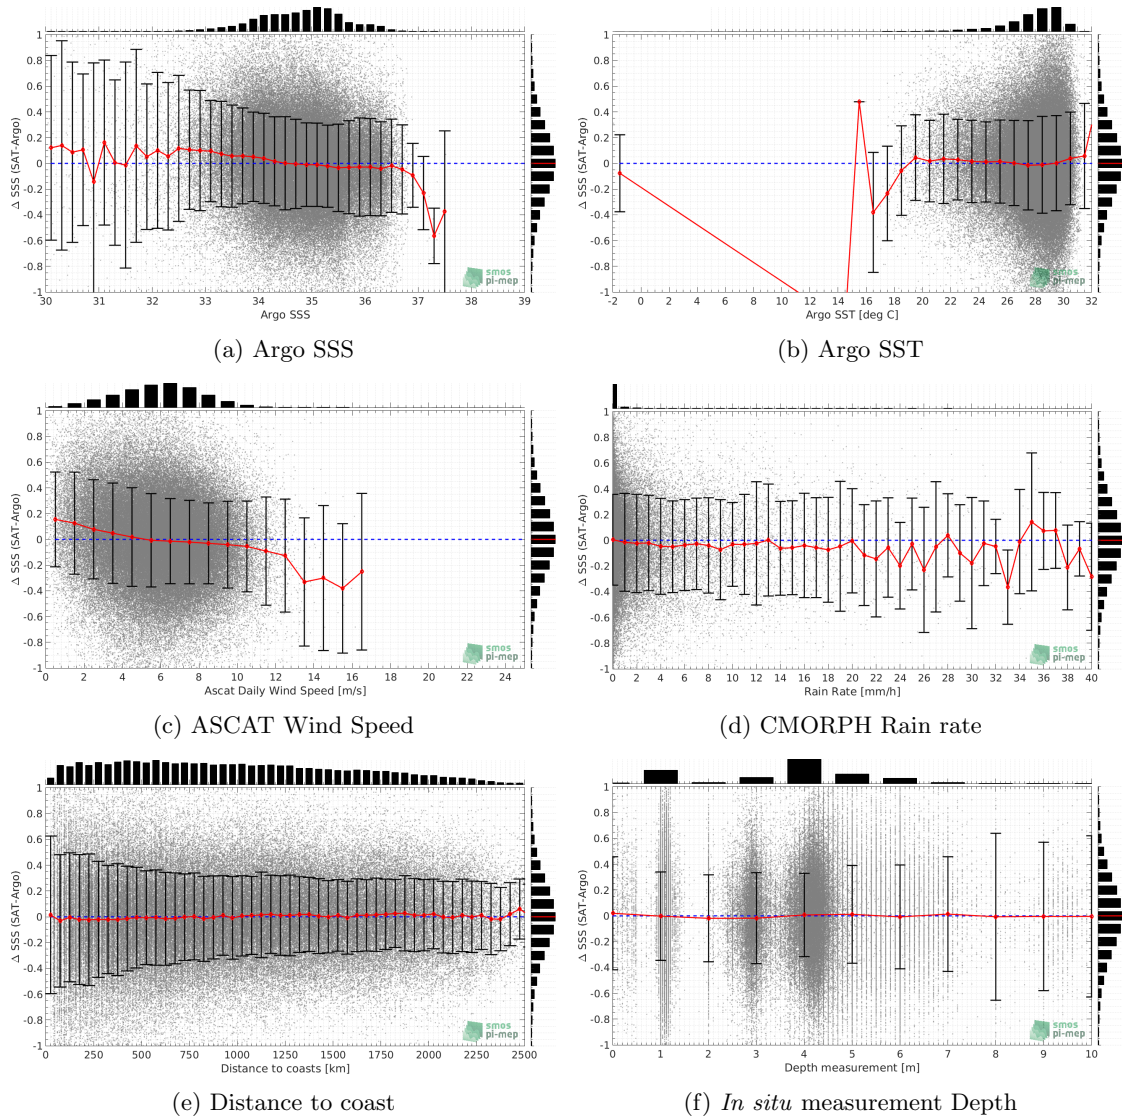 1
0.8
0.6
0.4
0.2
0
-0.2
-0.4
-0.6
-0.8
-1
Δ SSS (SAT-Argo)
30 31 32 33 34 35 36 37 38 39
Argo SSS
smos
pi-mep
(a) Argo SSS
1
0.8
0.6
0.4
0.2
0
-0.2
-0.4
-0.6
-0.8
-1
Δ SSS (SAT-Argo)
-2 0 2 4 6 8 10 12 14 16 18 20 22 24 26 28 30 32
Argo SST [deg C]
smos
pi-mep
(b) Argo SST
1
0.8
0.6
0.4
0.2
0
-0.2
-0.4
-0.6
-0.8
-1
Δ SSS (SAT-Argo)
0 2 4 6 8 10 12 14 16 18 20 22 24
Ascat Daily Wind Speed [m/s]
smos
pi-mep
(c) ASCAT Wind Speed
1
0.8
0.6
0.4
0.2
0
-0.2
-0.4
-0.6
-0.8
-1
Δ SSS (SAT-Argo)
0 2 4 6 8 10 12 14 16 18 20 22 24 26 28 30 32 34 36 38 40
Rain Rate [mm/h]
smos
pi-mep
(d) CMORPH Rain rate
1
0.8
0.6
0.4
0.2
0
-0.2
-0.4
-0.6
-0.8
-1
Δ SSS (SAT-Argo)
0 250 500 750 1000 1250 1500 1750 2000 2250 2500
Distance to coasts [km]
smos
pi-mep
(e) Distance to coast
1
0.8
0.6
0.4
0.2
0
-0.2
-0.4
-0.6
-0.8
-1
Δ SSS (SAT-Argo)
0 1 2 3 4 5 6 7 8 9 10
Depth measurement [m]
smos
pi-mep
(f) In situ measurement Depth